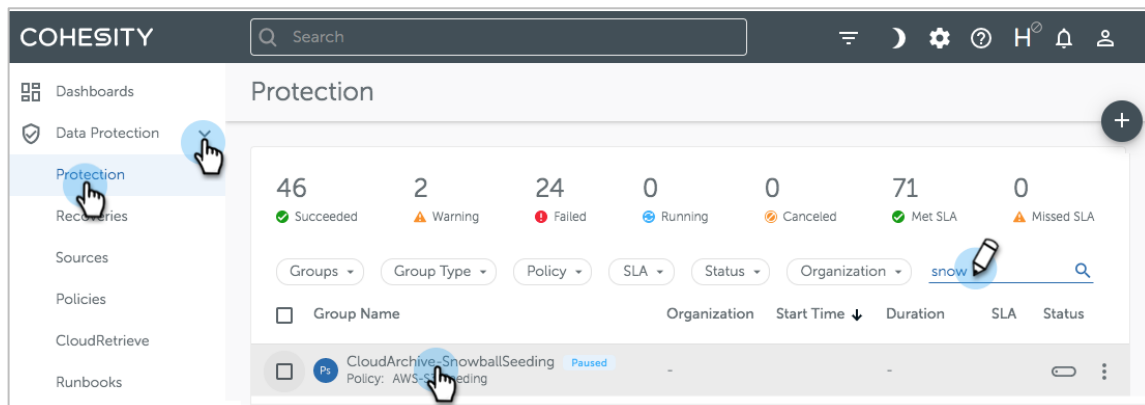 COHESITY
Search
H
Dashboards
Data Protection
Protection
Recoveries
Sources
Policies
CloudRetrieve
Runbooks
Protection
46 2 24 0 0 71 0
Succeeded Warning Failed Running Canceled Met SLA Missed SLA
Groups Group Type Policy SLA Status Organization snow
Group Name Organization Start Time Duration SLA Status
Ps CloudArchive-SnowballSeeding Paused - -
Policy: AWS-